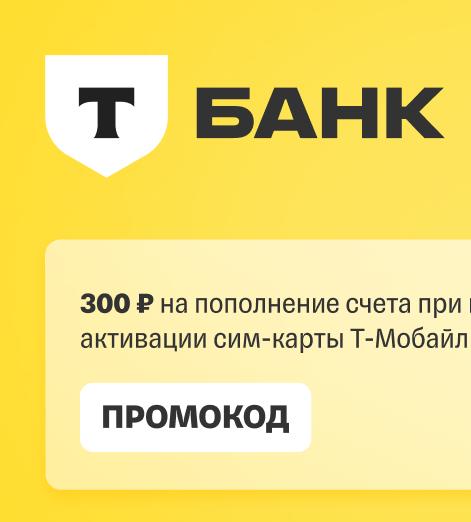 Т БАНК
300 ₽ на пополнение счета при
активации сим-карты Т-Мобайл
ПРОМОКОД